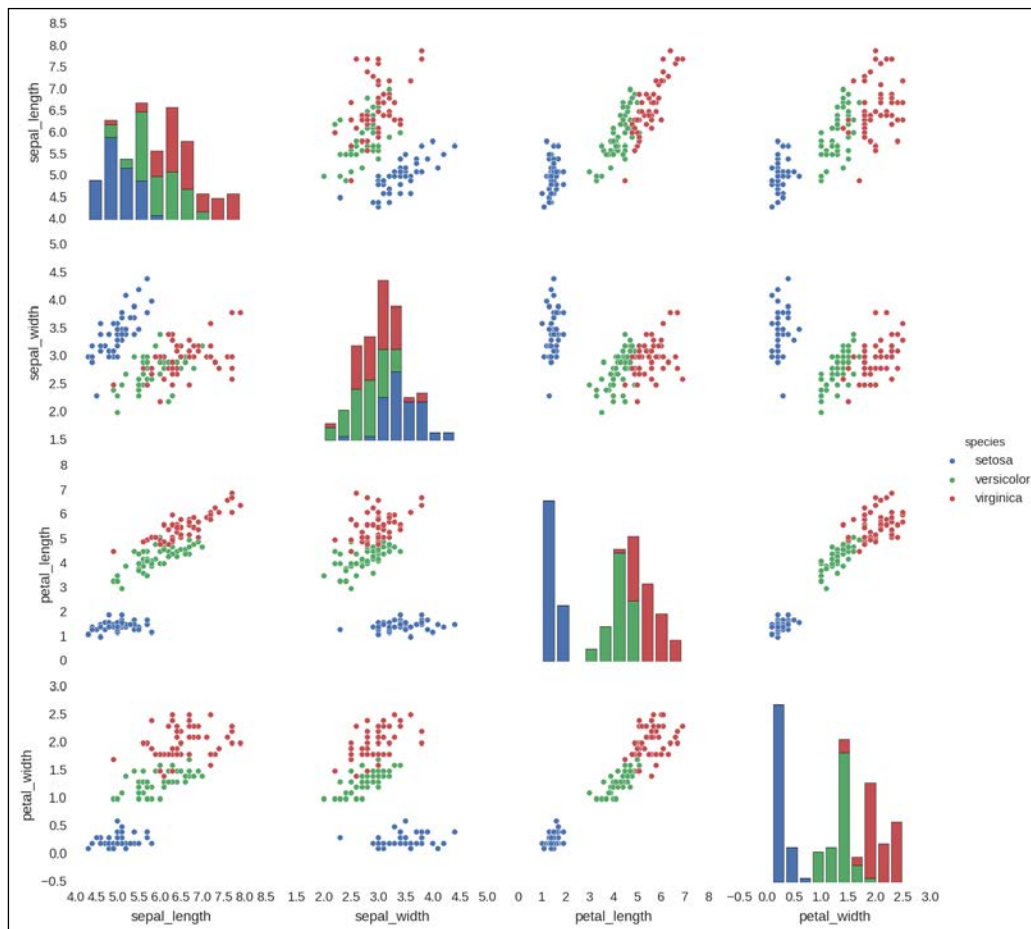 8.5
8.0
7.5
7.0
6.5
6.0
5.5
5.0
4.5
4.0
sepal_length
5.0
4.5
4.0
3.5
3.0
2.5
2.0
1.5
sepal_width
species
setosa
versicolor
virginica
8
7
6
5
4
3
2
1
0
petal_length
3.0
2.5
2.0
1.5
1.0
0.5
0.0
−0.5
petal_width
4.0 4.5 5.0 5.5 6.0 6.5 7.0 7.5 8.0 8.5
1.5 2.0 2.5 3.0 3.5 4.0 4.5 5.0
0 1 2 3 4 5 6 7 8
−0.5 0.0 0.5 1.0 1.5 2.0 2.5 3.0
sepal_length
sepal_width
petal_length
petal_width